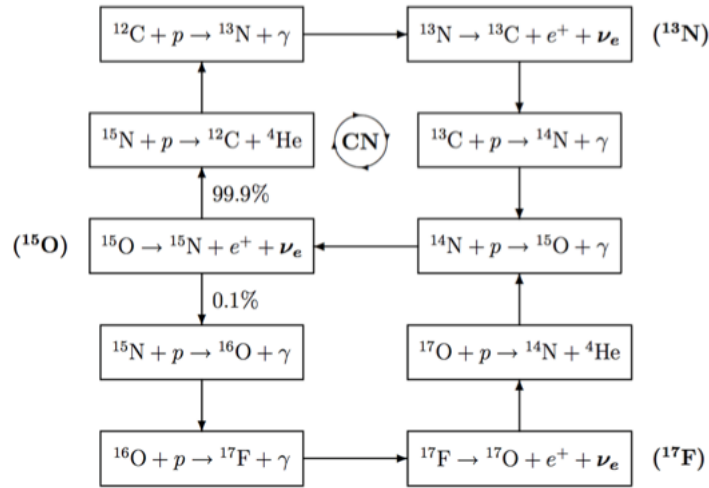 ¹²C + p → ¹³N + γ
¹³N → ¹³C + e⁺ + νₑ
(¹³N)
¹⁵N + p → ¹²C + ⁴He
CN
¹³C + p → ¹⁴N + γ
99.9%
(¹⁵O)
¹⁵O → ¹⁵N + e⁺ + νₑ
¹⁴N + p → ¹⁵O + γ
0.1%
¹⁵N + p → ¹⁶O + γ
¹⁷O + p → ¹⁴N + ⁴He
¹⁶O + p → ¹⁷F + γ
¹⁷F → ¹⁷O + e⁺ + νₑ
(¹⁷F)